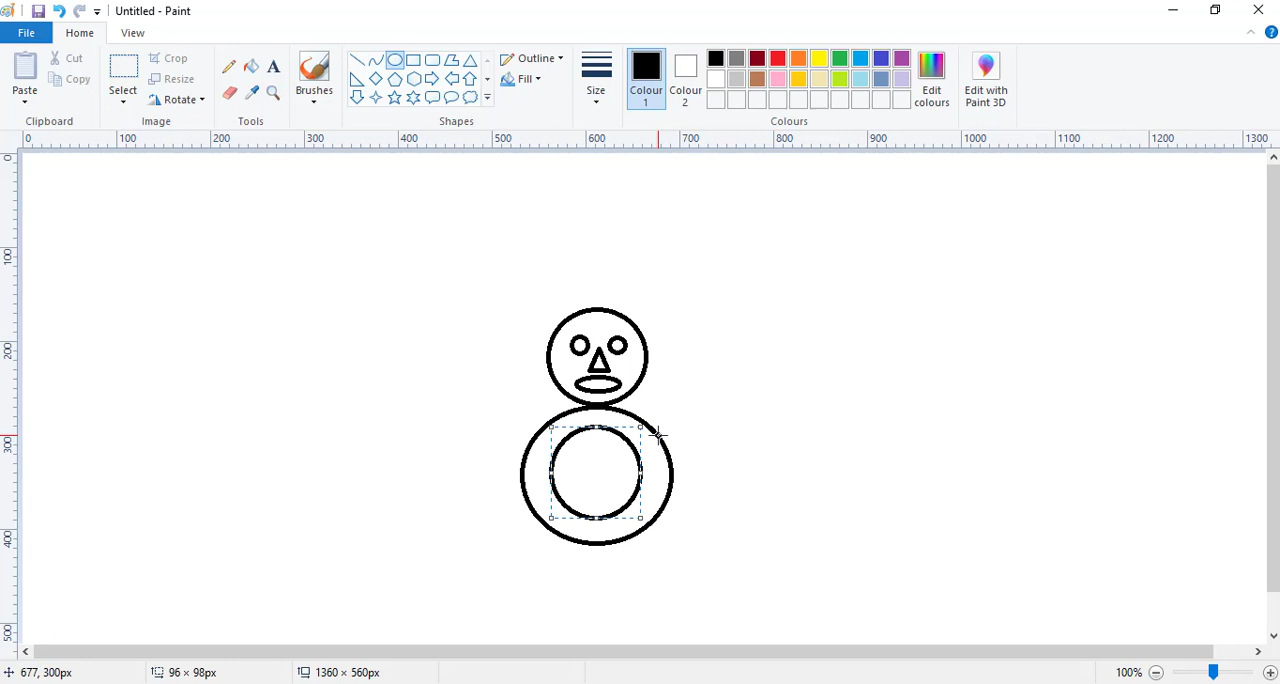 Untitled - Paint
File Home View
Paste
Cut
Copy
Clipboard
Select
Crop
Resize
Rotate
Image
A
Tools
Brushes
Outline
Fill
Shapes
Size
Colour 1
Colour 2
Edit colours
Colours
Edit with Paint 3D
0 100 200 300 400 500 600 700 800 900 1000 1100 1200 1300
0
100
200
300
400
500
677, 300px 96 × 98px 1360 × 560px 100%